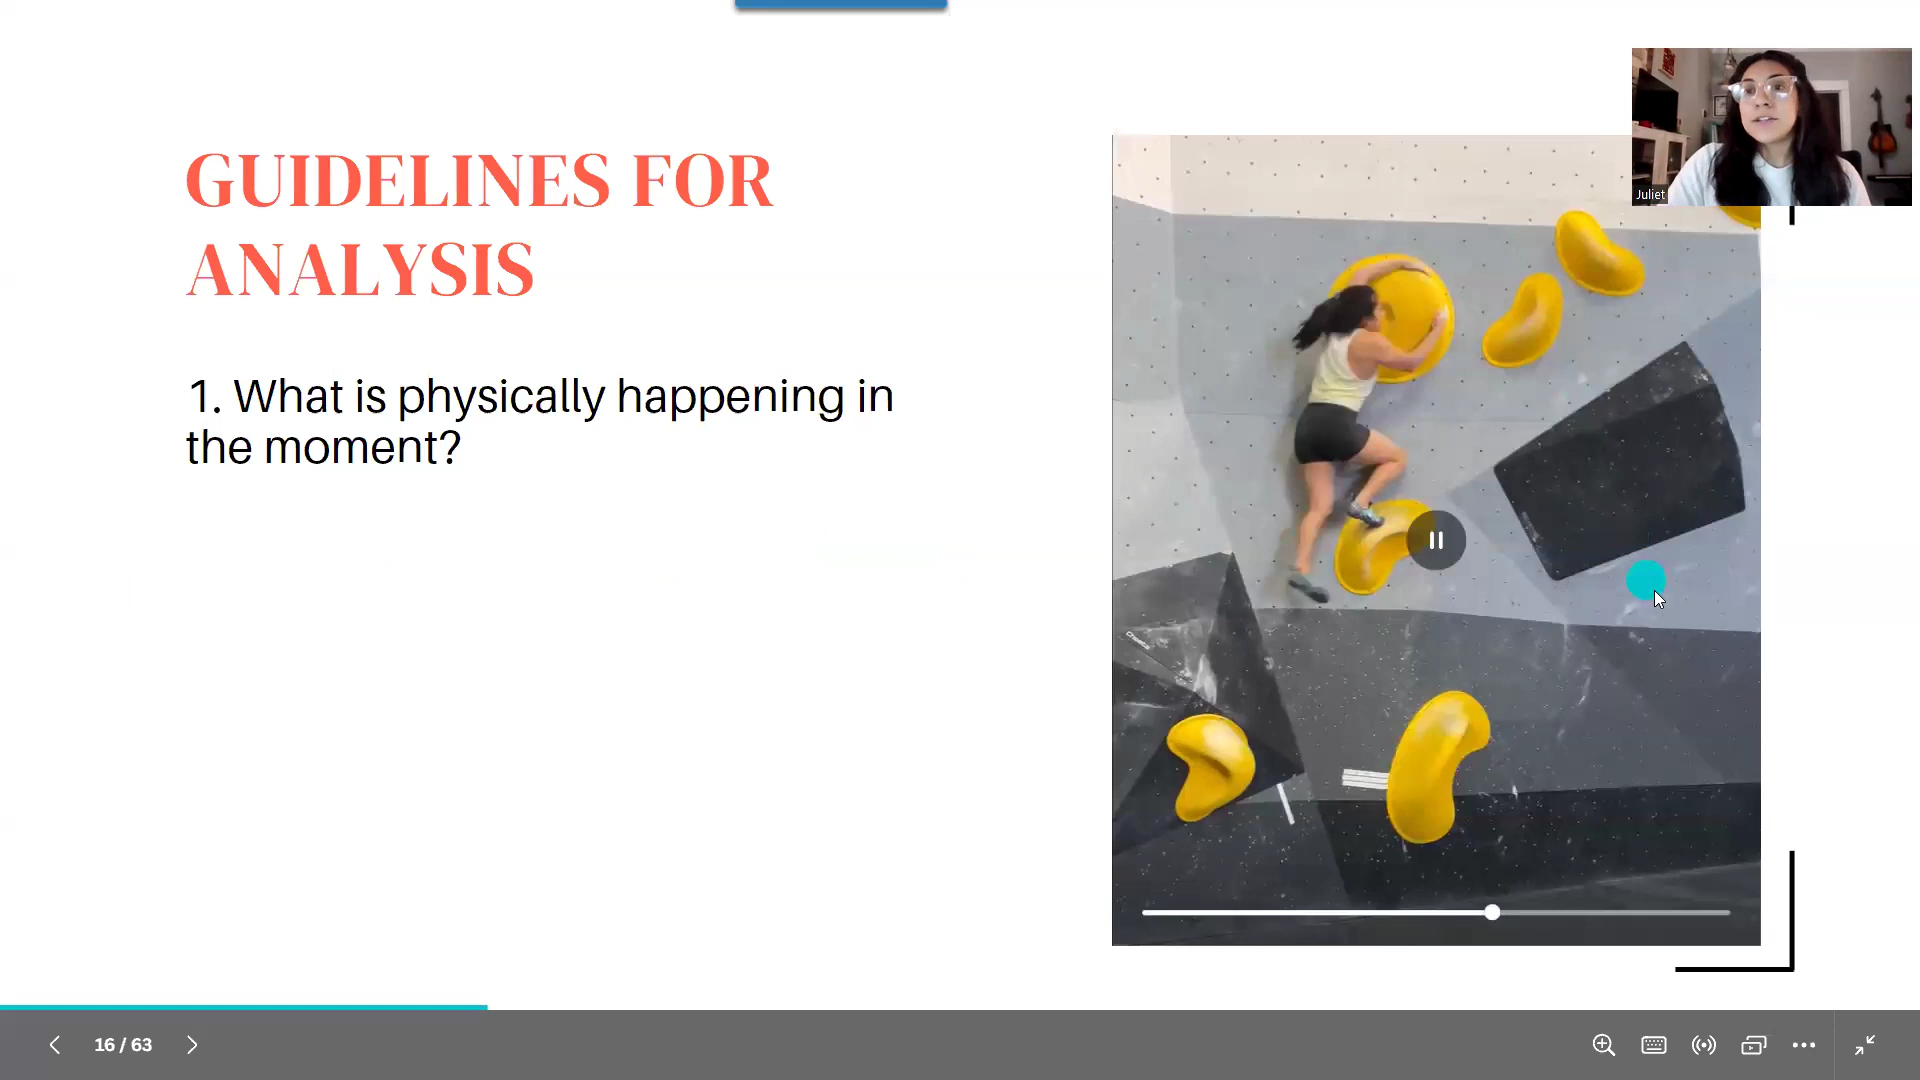 Juliet
GUIDELINES FOR
ANALYSIS
1. What is physically happening in
the moment?
16 / 63